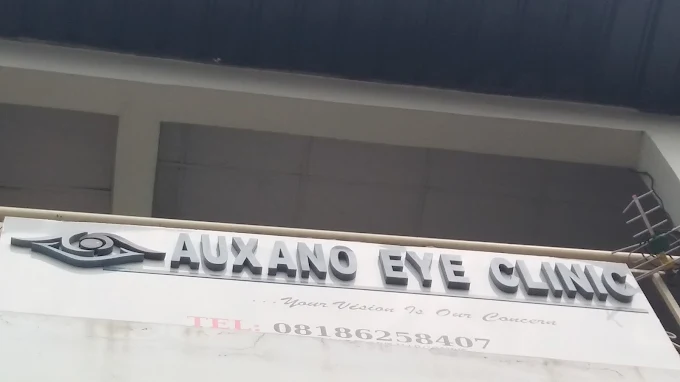 AUXANO EYE CLINIC
...Your Vision Is Our Concern
TEL: 08186258407